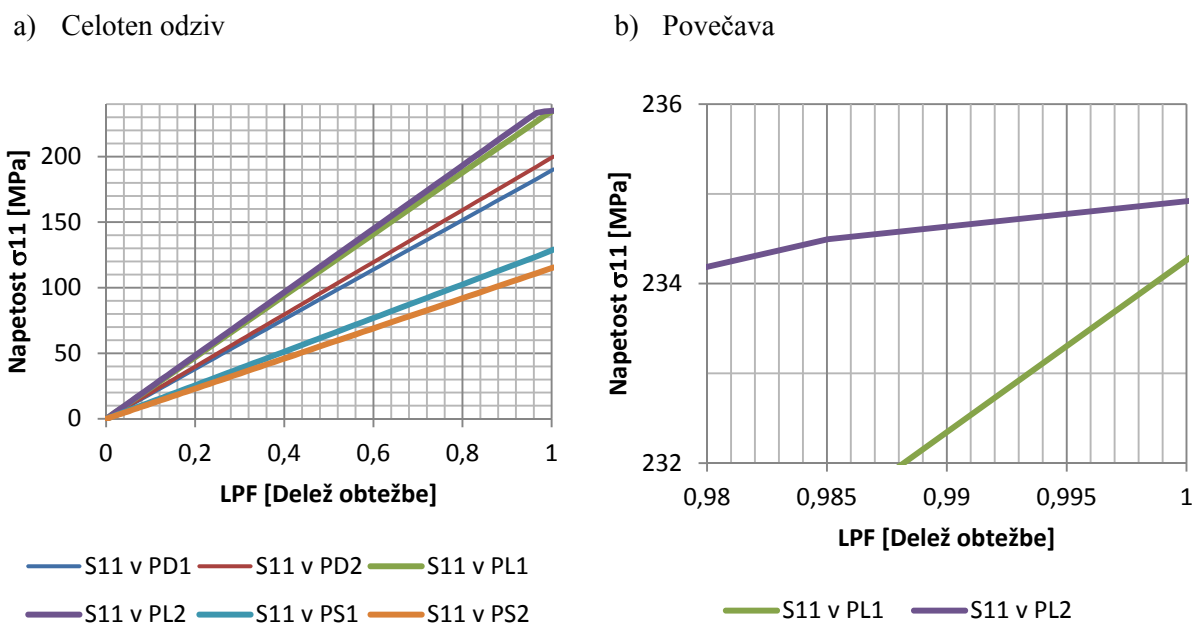 a) Celoten odziv
Napetost σ11 [MPa]
200
150
100
50
0
0 0,2 0,4 0,6 0,8 1
LPF [Delež obtežbe]
S11 v PD1 S11 v PD2 S11 v PL1
S11 v PL2 S11 v PS1 S11 v PS2
b) Povečava
Napetost σ11 [MPa]
236
234
232
0,98 0,985 0,99 0,995 1
LPF [Delež obtežbe]
S11 v PL1 S11 v PL2